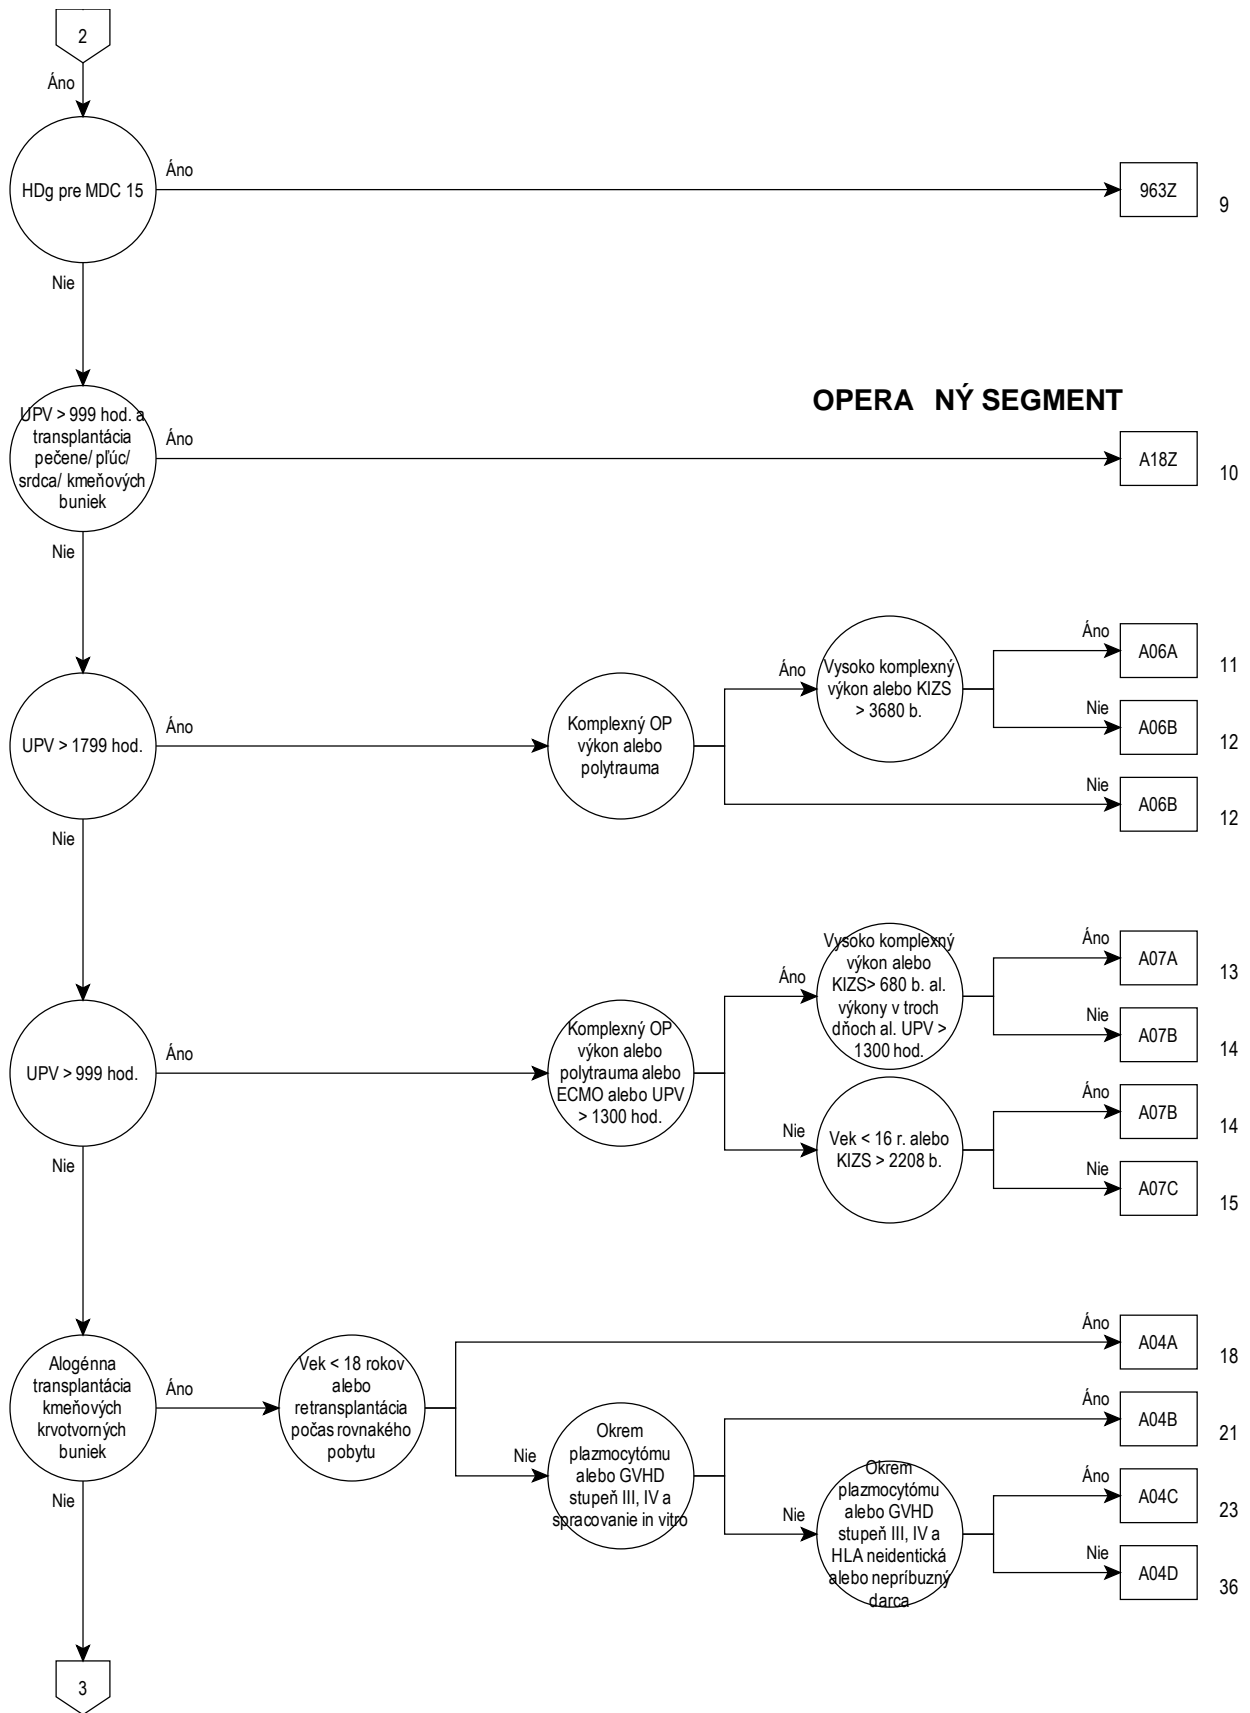 2
Áno
HDg pre MDC 15
Áno
963Z
9
Nie
OPERA NÝ SEGMENT
UPV > 999 hod. a
transplantácia
pečene/ pľúc/
srdca/ kmeňových
buniek
Áno
A18Z
10
Nie
UPV > 1799 hod.
Áno
Komplexný OP
výkon alebo
polytrauma
Áno
Vysoko komplexný
výkon alebo KIZS
> 3680 b.
Áno
A06A
11
Nie
A06B
12
Nie
A06B
12
Nie
UPV > 999 hod.
Áno
Komplexný OP
výkon alebo
polytrauma alebo
ECMO alebo UPV
> 1300 hod.
Áno
Vysoko komplexný
výkon alebo
KIZS> 680 b. al.
výkony v troch
dňoch al. UPV >
1300 hod.
Áno
A07A
13
Nie
A07B
14
Nie
Vek < 16 r. alebo
KIZS > 2208 b.
Áno
A07B
14
Nie
A07C
15
Nie
Alogénna
transplantácia
kmeňových
krvotvorných
buniek
Áno
Vek < 18 rokov
alebo
retransplantácia
počas rovnakého
pobytu
Áno
A04A
18
Nie
Okrem
plazmocytómu
alebo GVHD
stupeň III, IV a
spracovanie in vitro
Áno
A04B
21
Nie
Okrem
plazmocytómu
alebo GVHD
stupeň III, IV a
HLA neidentická
alebo nepríbuzný
darca
Áno
A04C
23
Nie
A04D
36
Nie
3